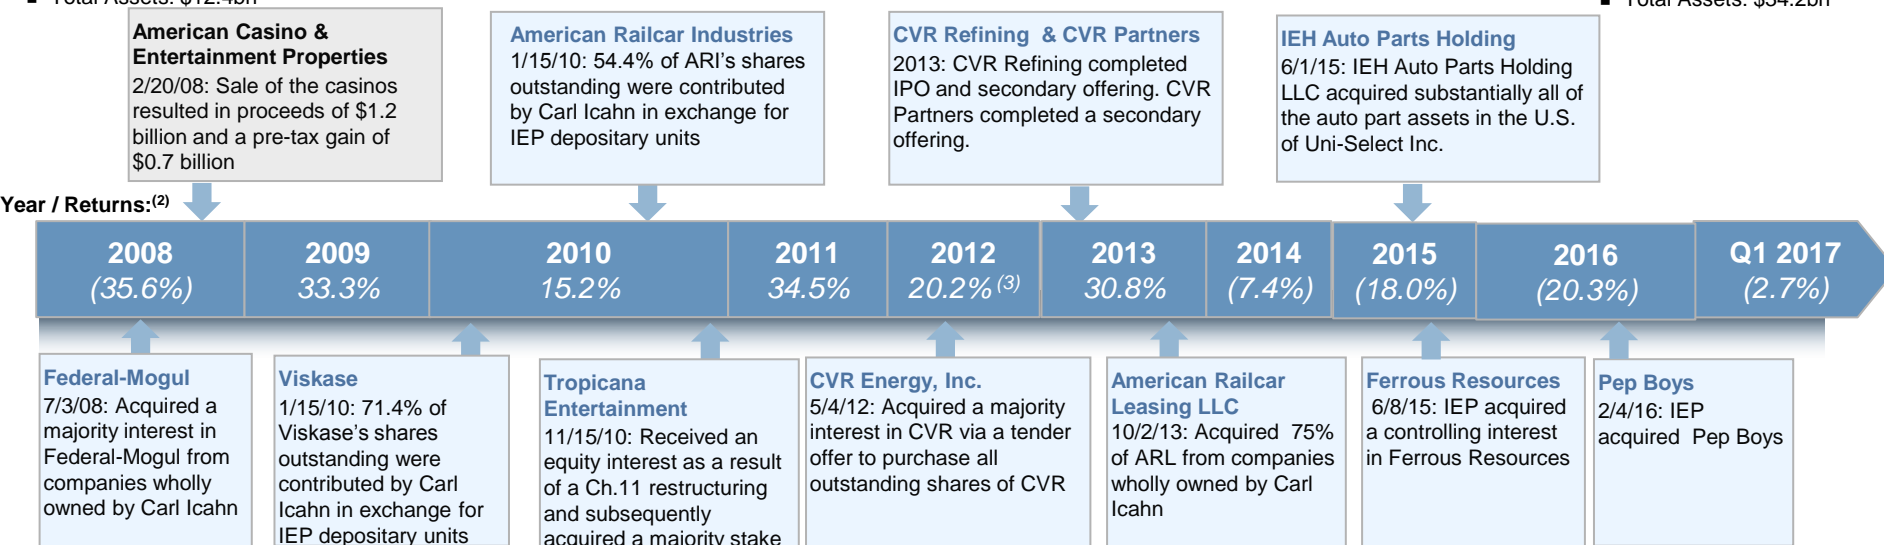 ■ Total Assets: $12.4bn
■ Total Assets: $34.2bn
American Casino &
Entertainment Properties
2/20/08: Sale of the casinos
resulted in proceeds of $1.2
billion and a pre-tax gain of
$0.7 billion
American Railcar Industries
1/15/10: 54.4% of ARI's shares
outstanding were contributed
by Carl Icahn in exchange for
IEP depositary units
CVR Refining & CVR Partners
2013: CVR Refining completed
IPO and secondary offering. CVR
Partners completed a secondary
offering.
IEH Auto Parts Holding
6/1/15: IEH Auto Parts Holding
LLC acquired substantially all of
the auto part assets in the U.S.
of Uni-Select Inc.
Year / Returns:(2)
2008
(35.6%)
2009
33.3%
2010
15.2%
2011
34.5%
2012
20.2% (3)
2013
30.8%
2014
(7.4%)
2015
(18.0%)
2016
(20.3%)
Q1 2017
(2.7%)
Federal-Mogul
7/3/08: Acquired a
majority interest in
Federal-Mogul from
companies wholly
owned by Carl Icahn
Viskase
1/15/10: 71.4% of
Viskase's shares
outstanding were
contributed by Carl
Icahn in exchange for
IEP depositary units
Tropicana
Entertainment
11/15/10: Received an
equity interest as a result
of a Ch.11 restructuring
and subsequently
acquired a majority stake
CVR Energy, Inc.
5/4/12: Acquired a majority
interest in CVR via a tender
offer to purchase all
outstanding shares of CVR
American Railcar
Leasing LLC
10/2/13: Acquired 75%
of ARL from companies
wholly owned by Carl
Icahn
Ferrous Resources
6/8/15: IEP acquired
a controlling interest
in Ferrous Resources
Pep Boys
2/4/16: IEP
acquired Pep Boys